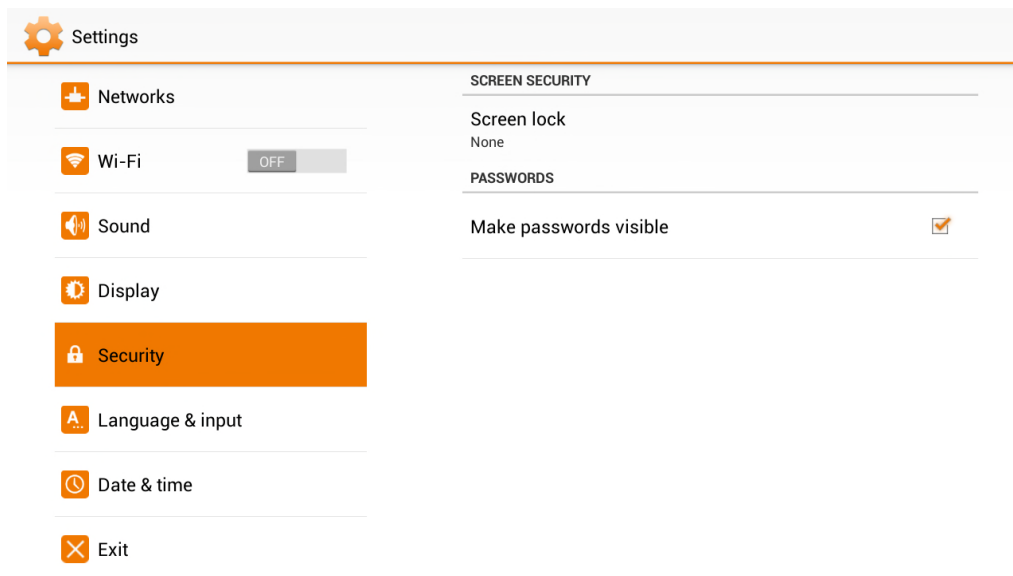 Settings
Networks
Wi-Fi OFF
Sound
Display
Security
Language & input
Date & time
Exit
SCREEN SECURITY
Screen lock
None
PASSWORDS
Make passwords visible